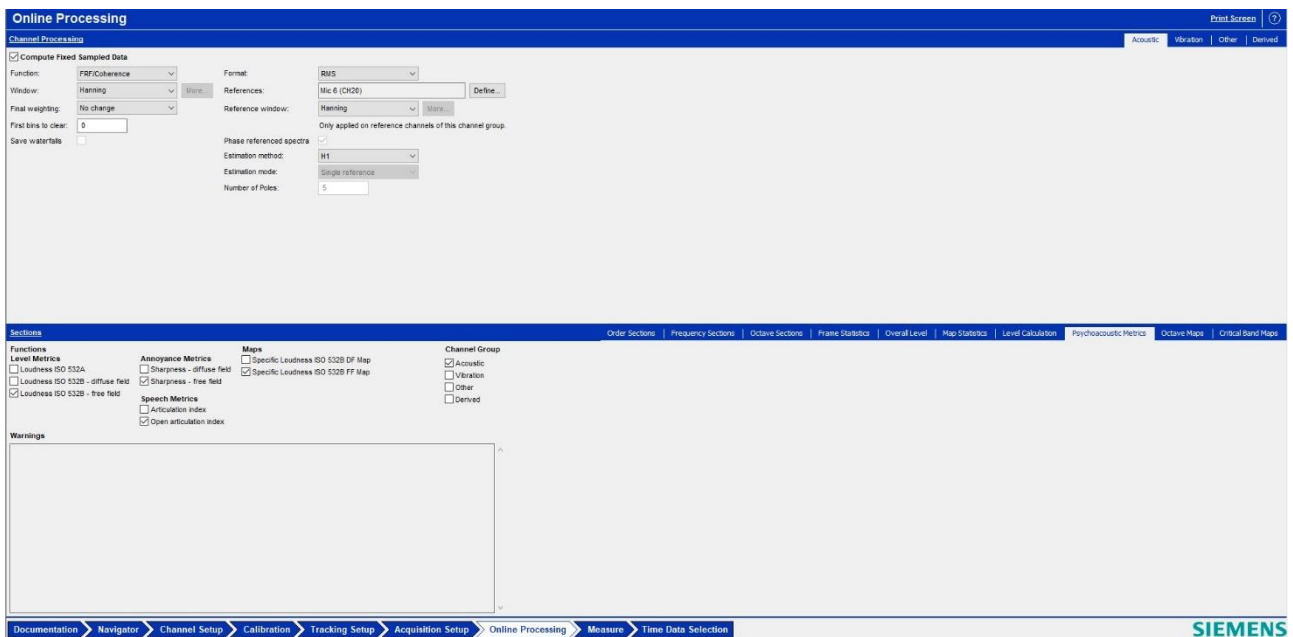 Online Processing
Print Screen ?
Channel Processing
Acoustic | Vibration | Other | Derived
Compute Fixed Sampled Data
Function: FRF/Coherence Format: RMS
Window: Hanning More... References: Mic 6 (CH20) Define...
Final weighting: No change Reference window: Hanning More...
First bins to clear: 0 Only applied on reference channels of this channel group.
Save waterfalls Phase referenced spectra
Estimation method: H1
Estimation mode: Single reference
Number of Poles: 5
Sections
Order Sections | Frequency Sections | Octave Sections | Frame Statistics | Overall Level | Map Statistics | Level Calculation | Psychoacoustic Metrics | Octave Maps | Critical Band Maps
Functions Maps Channel Group
Level Metrics Annoyance Metrics Specific Loudness ISO 532B DF Map Acoustic
Loudness ISO 532A Sharpness - diffuse field Specific Loudness ISO 532B FF Map Vibration
Loudness ISO 532B - diffuse field Sharpness - free field Other
Loudness ISO 532B - free field Speech Metrics Derived
Articulation index
Open articulation index
Warnings
Documentation Navigator Channel Setup Calibration Tracking Setup Acquisition Setup Online Processing Measure Time Data Selection
SIEMENS